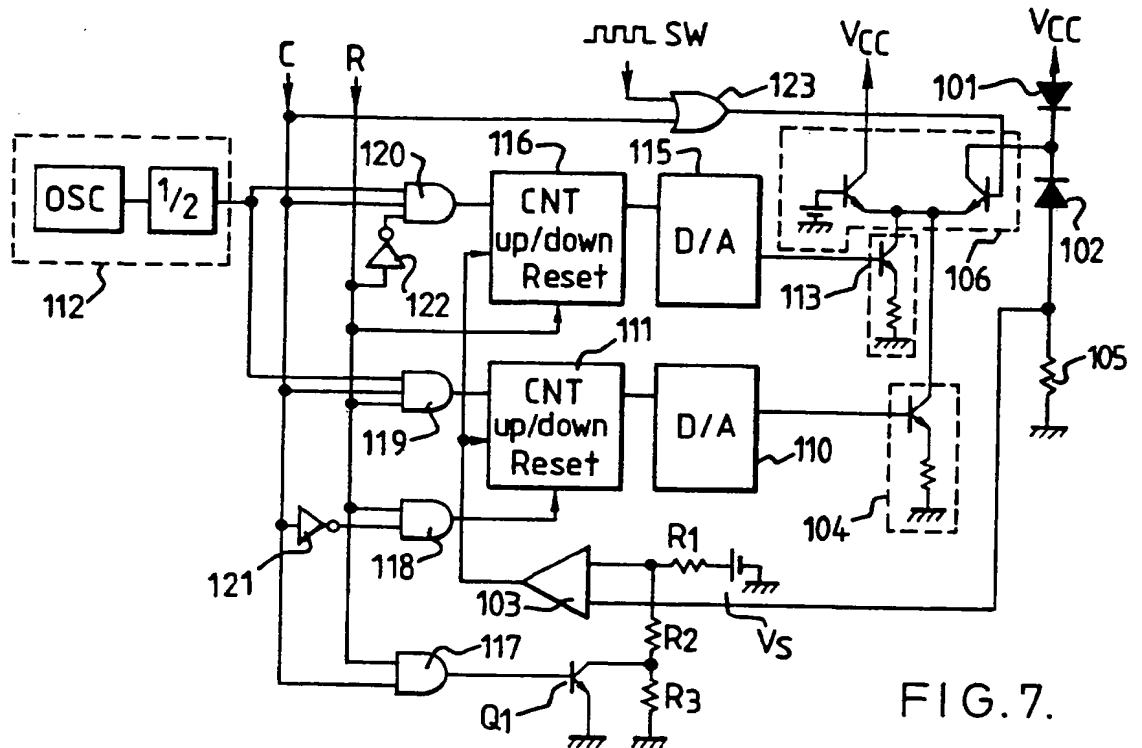 C
R
SW
VCC
VCC
101
123
120
116
115
OSC
1/2
CNT
up/down
Reset
D/A
102
106
112
122
113
111
105
119
CNT
up/down
Reset
D/A
110
104
121
118
103
R1
VS
R2
117
Q1
R3
FIG.7.